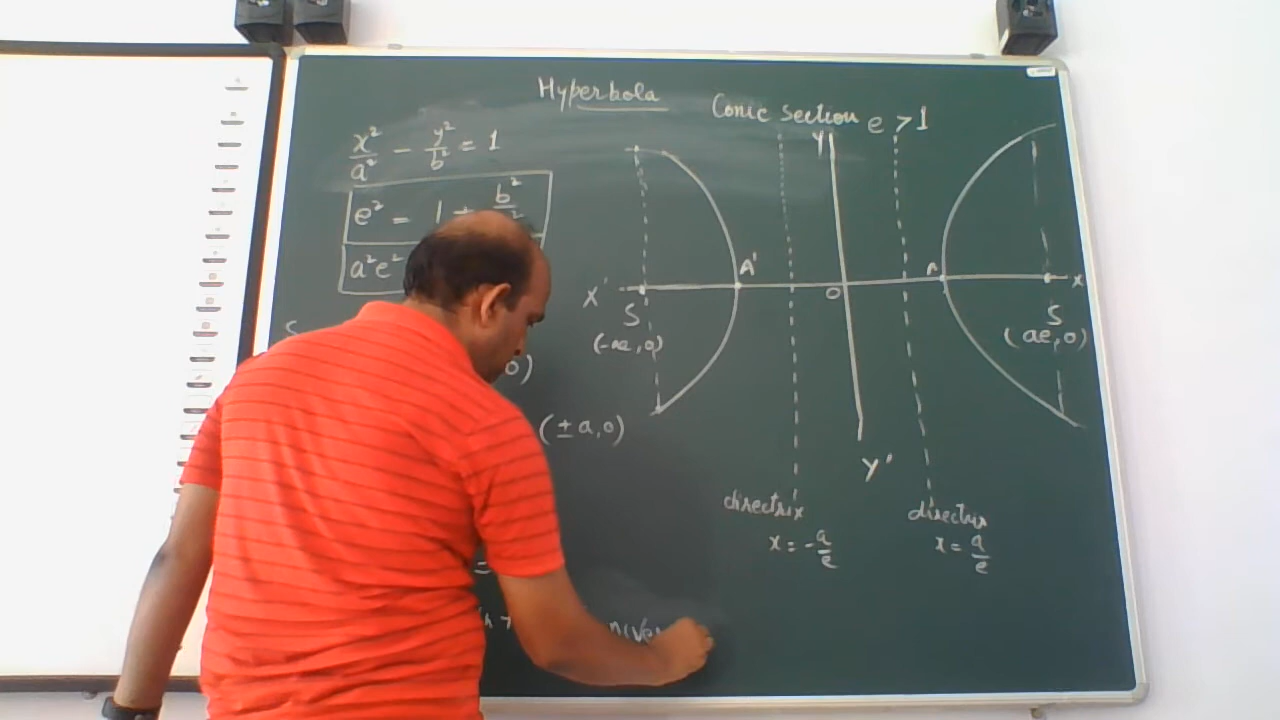 Hyperbola
Conic Section e > 1
x²/a² - y²/b² = 1
e² = 1 + b²
a²e²
0)
(± a, 0)
=
Y
X'
A'
O
A
X
S
(-ae, 0)
S
(ae, 0)
Y'
directrix
x = -a/e
directrix
x = a/e